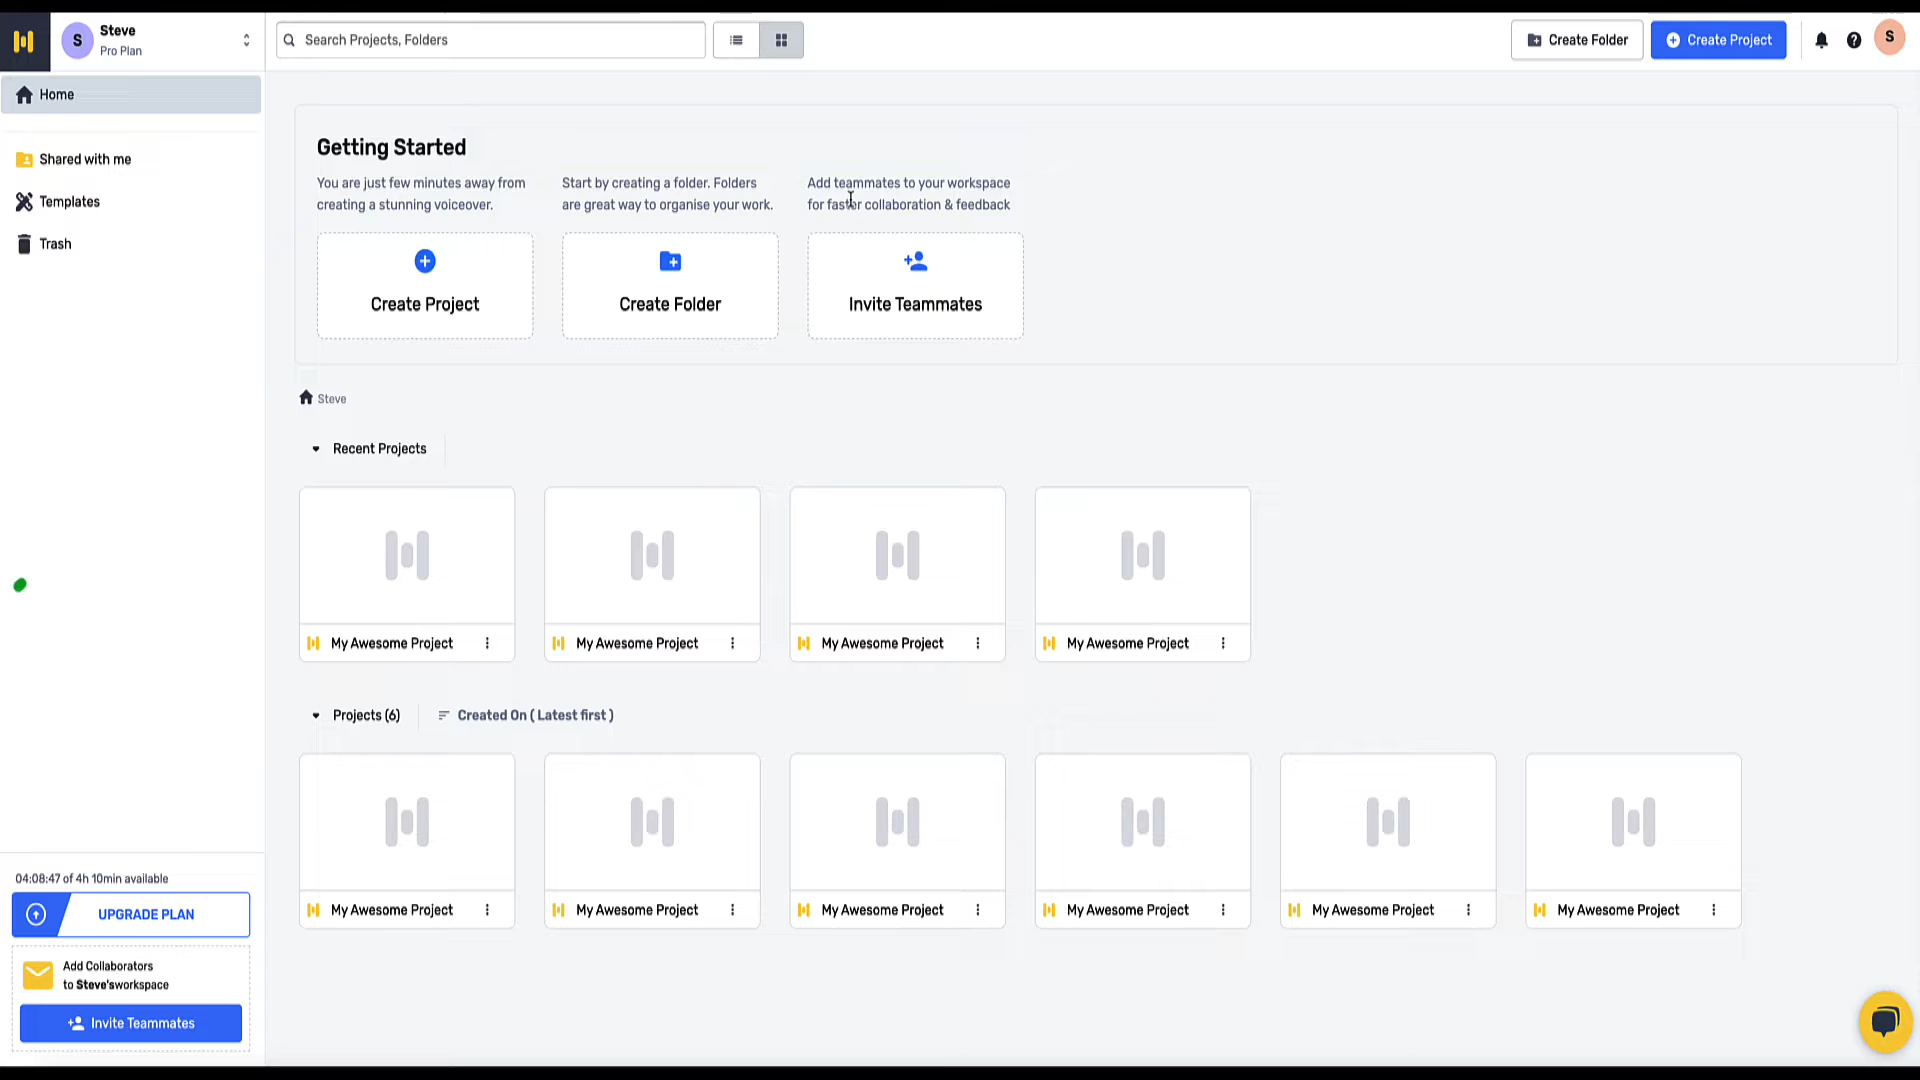 S
Steve
Pro Plan
Search Projects, Folders
Create Folder
Create Project
S
Home
Shared with me
Templates
Trash
Getting Started
You are just few minutes away from
creating a stunning voiceover.
Create Project
Start by creating a folder. Folders
are great way to organise your work.
Create Folder
Add teammates to your workspace
for faster collaboration & feedback
Invite Teammates
Steve
Recent Projects
My Awesome Project
My Awesome Project
My Awesome Project
My Awesome Project
Projects (6)
Created On ( Latest first )
My Awesome Project
My Awesome Project
My Awesome Project
My Awesome Project
My Awesome Project
My Awesome Project
04:08:47 of 4h 10min available
UPGRADE PLAN
Add Collaborators
to Steve'sworkspace
Invite Teammates